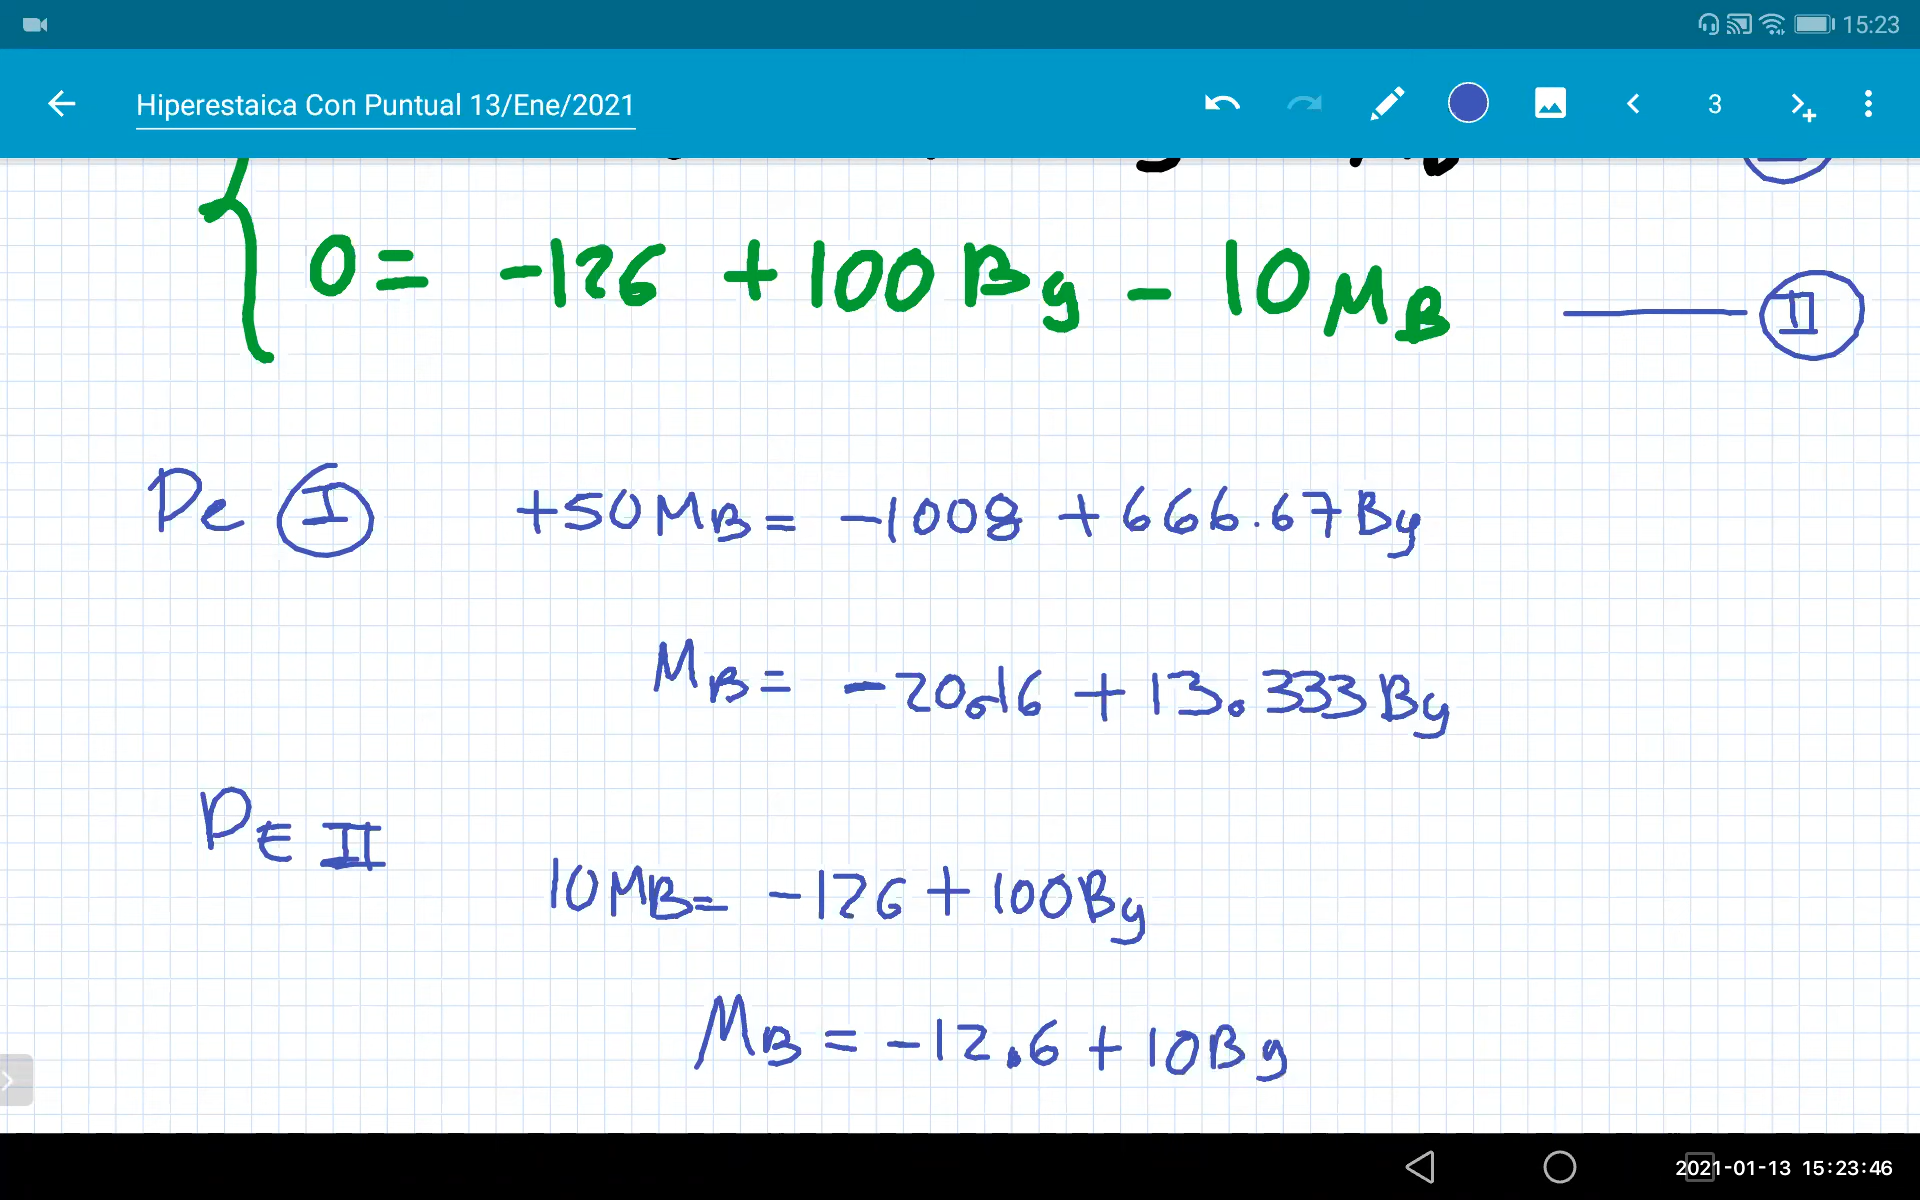 15:23
Hiperestaica Con Puntual 13/Ene/2021
3
0 = -126 + 100 By - 10 MB II
De I +50 MB = -1008 + 666.67 By
MB = -20.16 + 13.333 By
DE II
10 MB = -126 + 100 By
MB = -12.6 + 10 By
2021-01-13 15:23:46